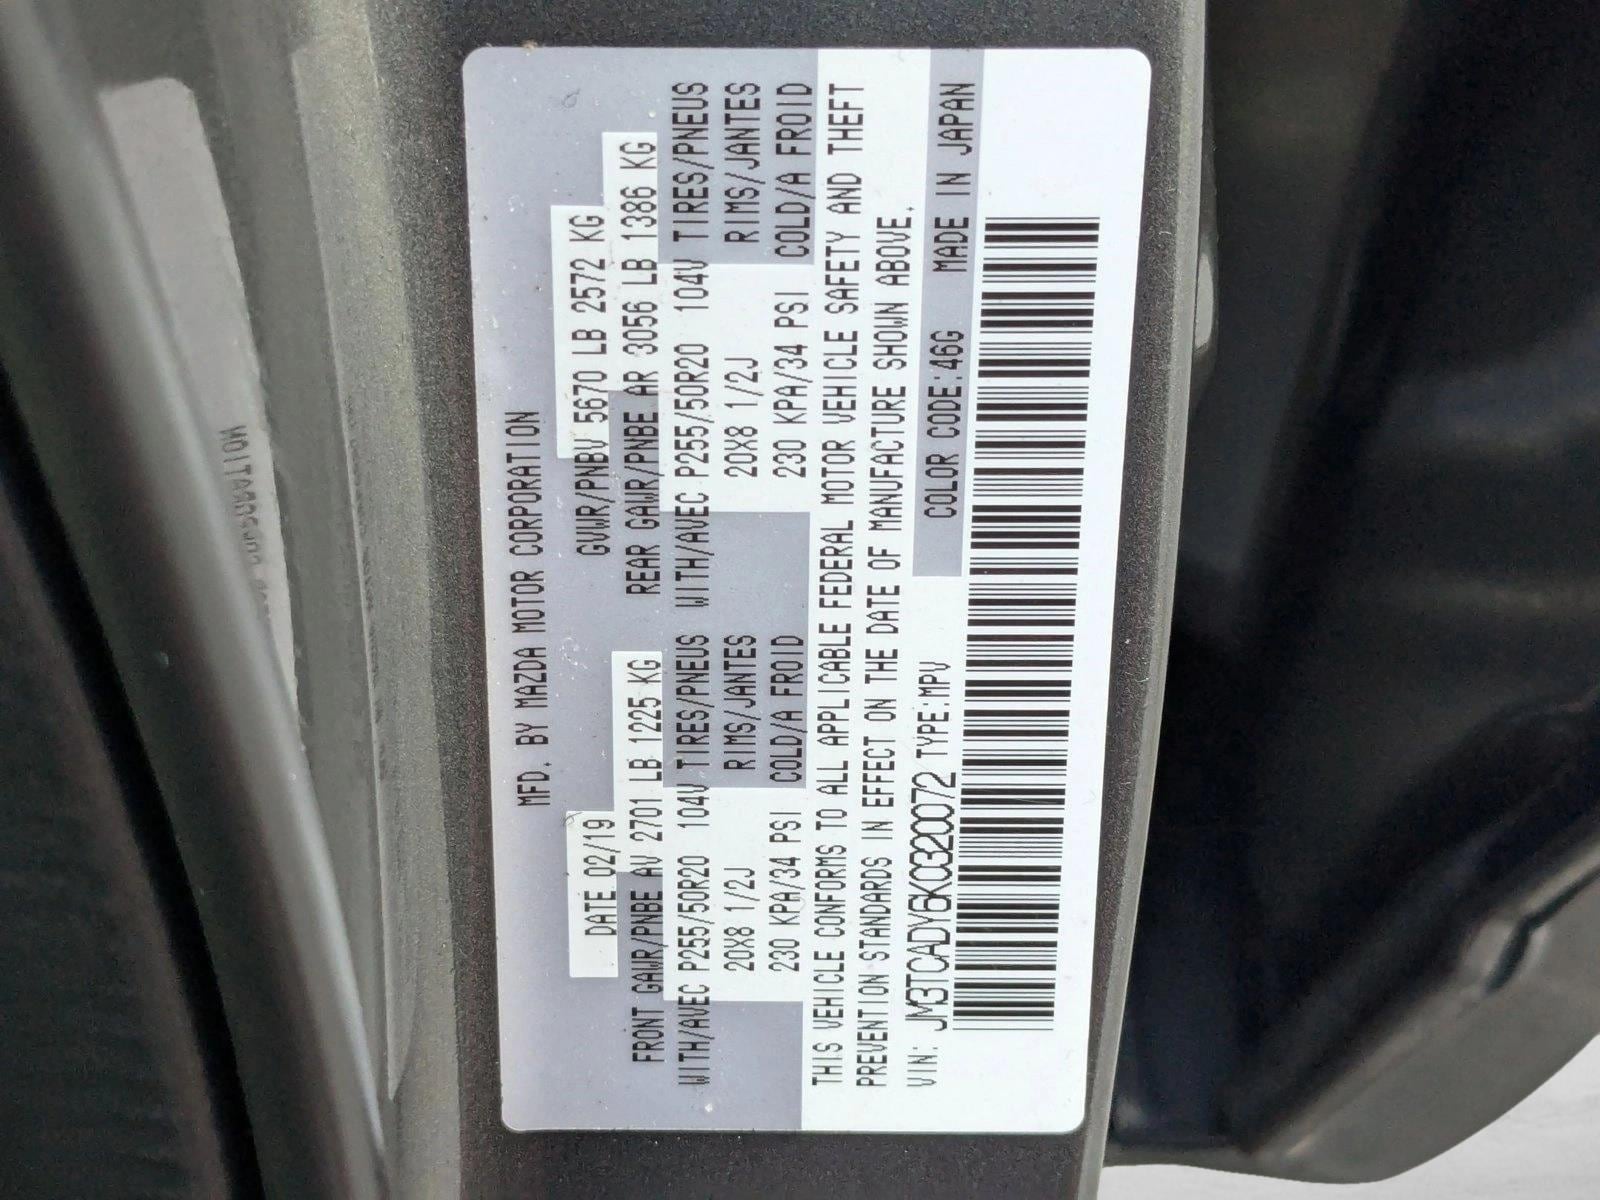 MFD. BY MAZDA MOTOR CORPORATION
DATE 02/19 GVWR/PNBV 5670 LB 2572 KG
FRONT GAWR/PNBE AV 2701 LB 1225 KG REAR GAWR/PNBE AR 3056 LB 1386 KG
WITH/AVEC P255/50R20 104V TIRES/PNEUS WITH/AVEC P255/50R20 104V TIRES/PNEUS
20X8 1/2J RIMS/JANTES 20X8 1/2J RIMS/JANTES
230 KPA/34 PSI COLD/A FROID 230 KPA/34 PSI COLD/A FROID
THIS VEHICLE CONFORMS TO ALL APPLICABLE FEDERAL MOTOR VEHICLE SAFETY AND THEFT
PREVENTION STANDARDS IN EFFECT ON THE DATE OF MANUFACTURE SHOWN ABOVE.
VIN: JM3TCADY6K0320072 TYPE:MPV COLOR CODE:46G MADE IN JAPAN